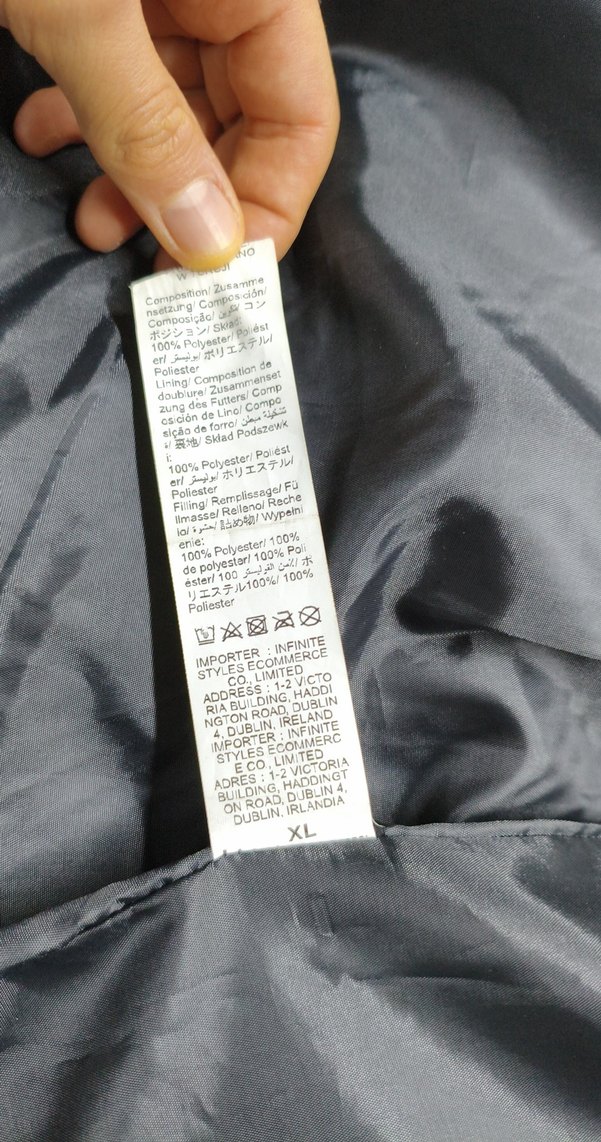 Composition/ Zusamme
nsetzung/ Composición/
Composição/ تكوين/ コン
ポジション/ Skład:
100% Polyester/ Poliést
er/ بوليستر/ ポリエステル/
Poliester
Lining/ Composition de
doublure/ Zusammenset
zung des Futters/ Comp
osición de Lino/ Compo
sição de forro/ تشكيلة مبطن
ة/ 裏地/ Skład Podszewk
i:
100% Polyester/ Poliést
er/ بوليستر/ ホリエステル/
Poliester
Filling/ Remplissage/ Fü
llmasse/ Relleno/ Reche
io/ حشوة/ 詰め物/ Wypełni
enie:
100% Polyester/ 100%
de polyester/ 100% Poli
éster/ 100 ٪ من البوليستر/ ポ
リエステル100%/ 100%
Poliester
IMPORTER : INFINITE
STYLES ECOMMERCE
CO., LIMITED
ADDRESS : 1-2 VICTO
RIA BUILDING, HADDI
NGTON ROAD, DUBLIN
4, DUBLIN, IRELAND
IMPORTER : INFINITE
STYLES ECOMMERC
E CO., LIMITED
ADRES : 1-2 VICTORIA
BUILDING, HADDINGT
ON ROAD, DUBLIN 4,
DUBLIN, IRLANDIA
XL